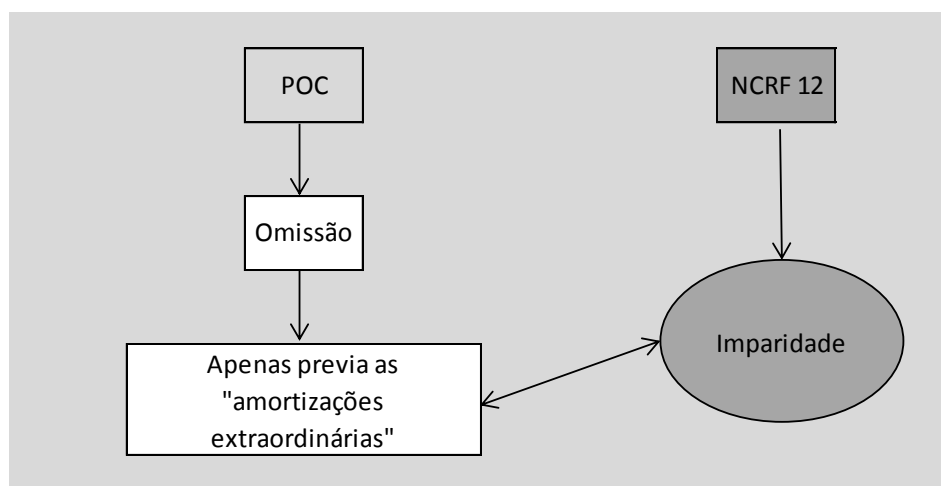 POC
NCRF 12
Omissão
Imparidade
Apenas previa as
"amortizações
extraordinárias"